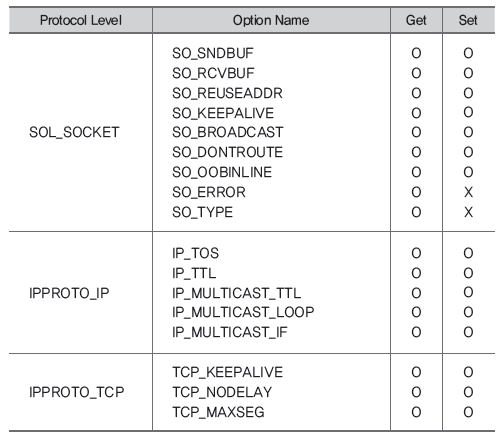 Protocol Level Option Name Get Set
SO_SNDBUF O O
SO_RCVBUF O O
SO_REUSEADDR O O
SO_KEEPALIVE O O
SOL_SOCKET SO_BROADCAST O O
SO_DONTROUTE O O
SO_OOBINLINE O O
SO_ERROR O X
SO_TYPE O X
IP_TOS O O
IP_TTL O O
IPPROTO_IP IP_MULTICAST_TTL O O
IP_MULTICAST_LOOP O O
IP_MULTICAST_IF O O
TCP_KEEPALIVE O O
IPPROTO_TCP TCP_NODELAY O O
TCP_MAXSEG O O